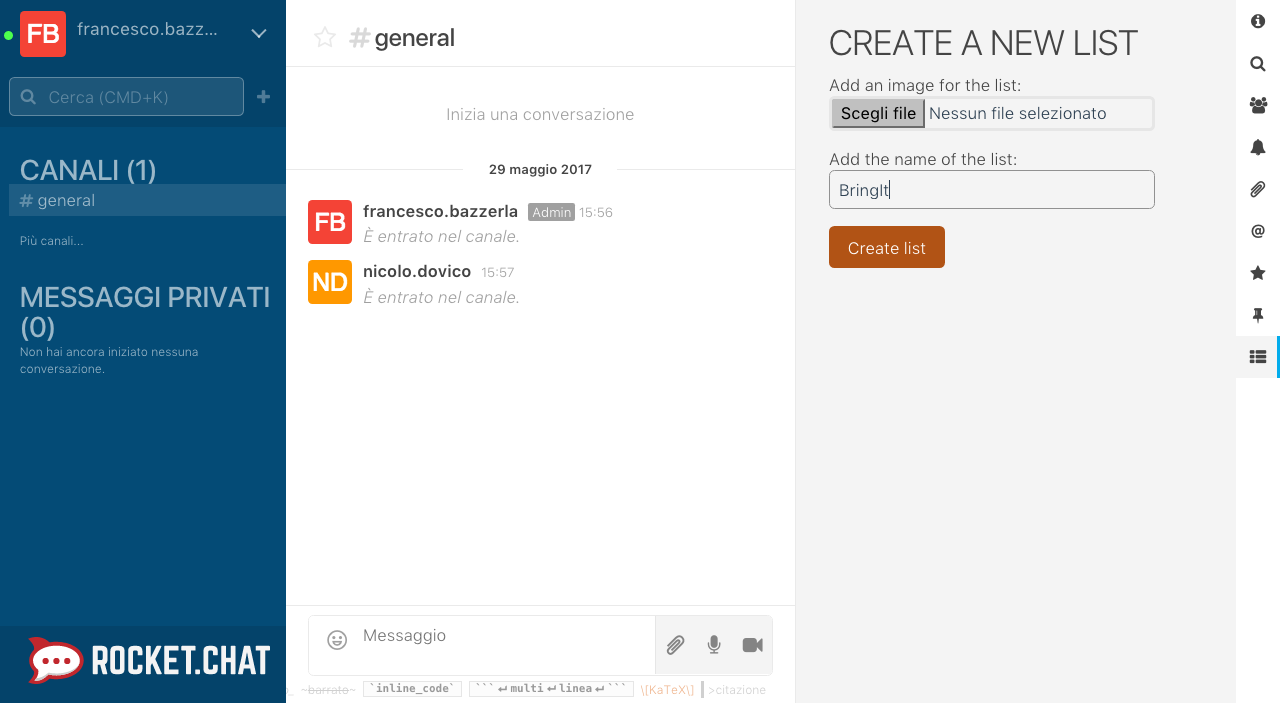 FB
francesco.bazz...
Cerca (CMD+K)
CANALI (1)
# general
Più canali...
MESSAGGI PRIVATI
(0)
Non hai ancora iniziato nessuna
conversazione.
ROCKET.CHAT
#general
Inizia una conversazione
29 maggio 2017
FB
francesco.bazzerla Admin 15:56
È entrato nel canale.
ND
nicolo.dovico 15:57
È entrato nel canale.
Messaggio
~barrato~ `inline_code` ```↵multi↵linea↵``` \[KaTeX\] >citazione
CREATE A NEW LIST
Add an image for the list:
Scegli file Nessun file selezionato
Add the name of the list:
BringIt
Create list
@